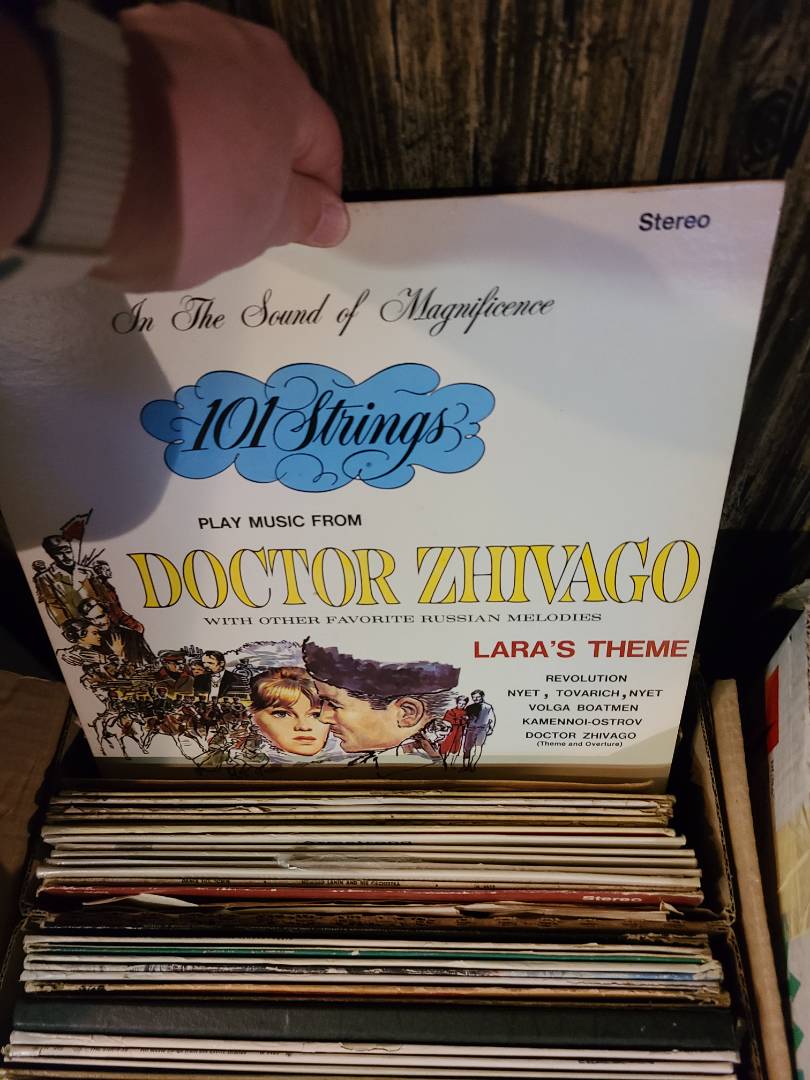 Stereo
In The Sound of Magnificence
101 Strings
PLAY MUSIC FROM
DOCTOR ZHIVAGO
WITH OTHER FAVORITE RUSSIAN MELODIES
LARA'S THEME
REVOLUTION
NYET, TOVARICH, NYET
VOLGA BOATMEN
KAMENNOI-OSTROV
DOCTOR ZHIVAGO
(Theme and Overture)
Stereo